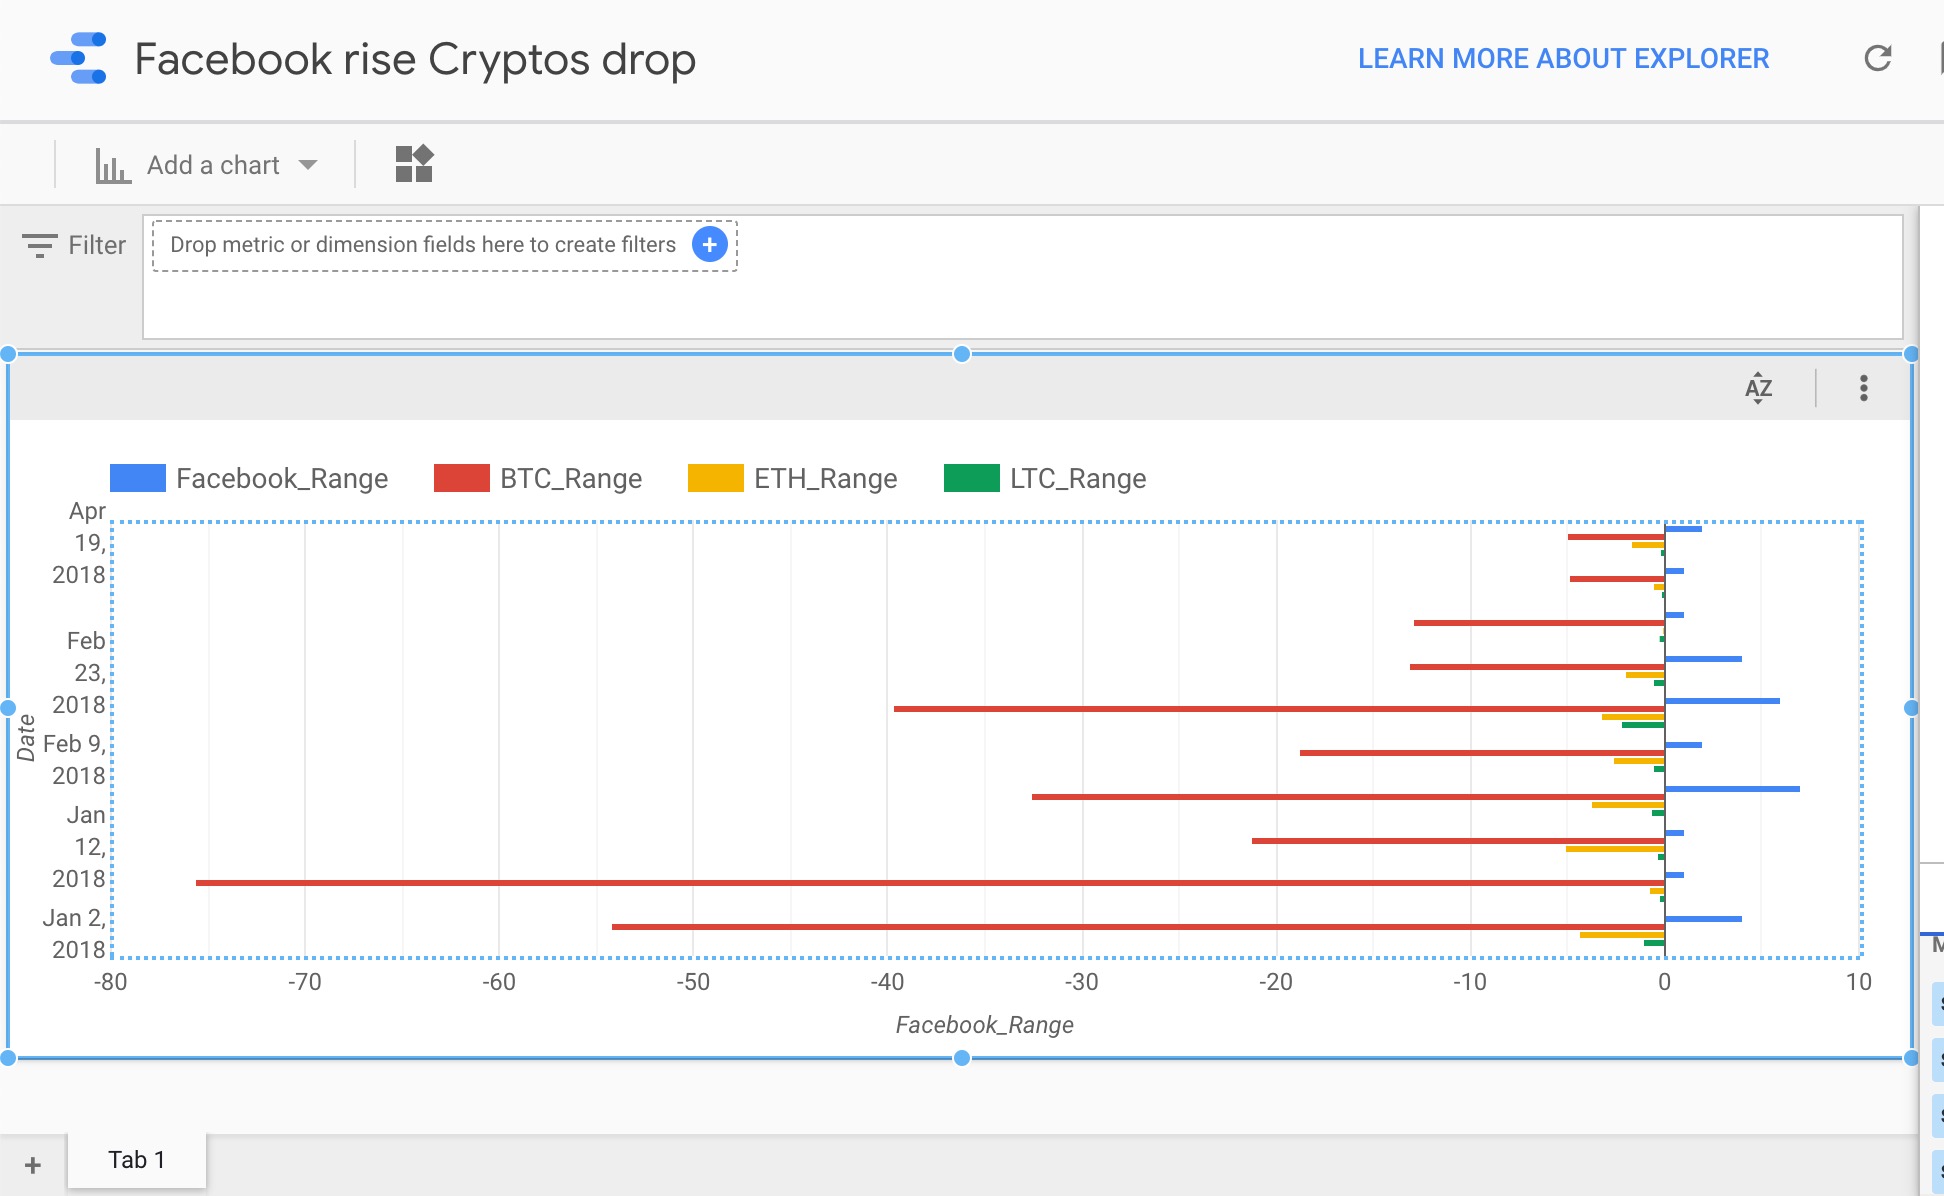 Facebook rise Cryptos drop
LEARN MORE ABOUT EXPLORER
Add a chart
Filter
Drop metric or dimension fields here to create filters
AZ
Facebook_Range
BTC_Range
ETH_Range
LTC_Range
Apr
19,
2018
Feb
23,
2018
Feb 9,
2018
Jan
12,
2018
Jan 2,
2018
Date
-80 -70 -60 -50 -40 -30 -20 -10 0 10
Facebook_Range
+ Tab 1